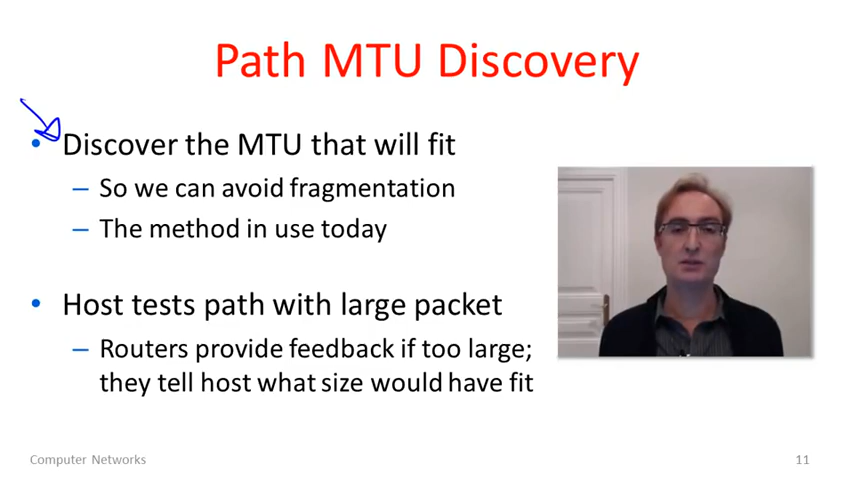 Path MTU Discovery
• Discover the MTU that will fit
– So we can avoid fragmentation
– The method in use today
• Host tests path with large packet
– Routers provide feedback if too large;
they tell host what size would have fit
Computer Networks
11